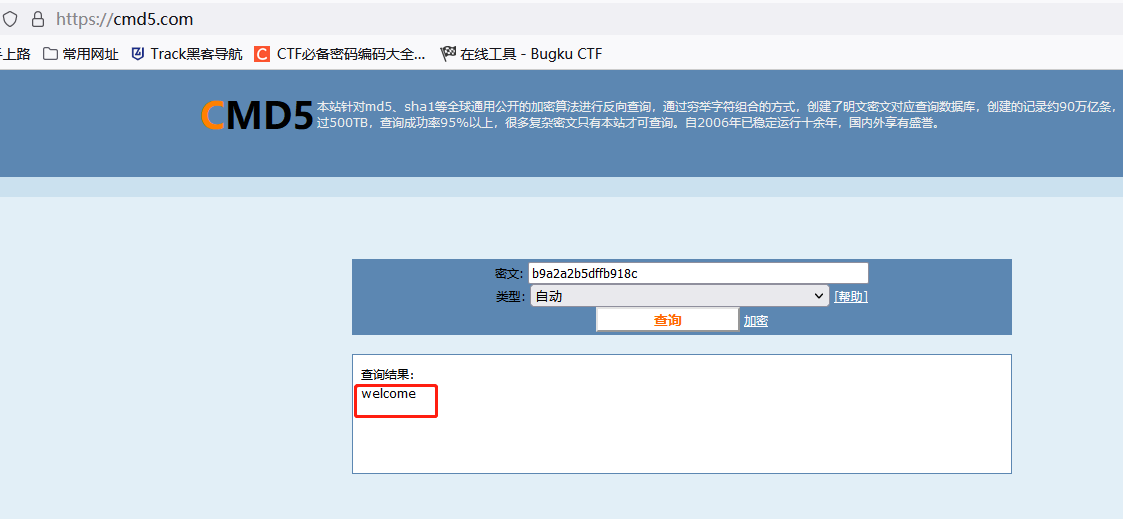 https://cmd5.com
上路 常用网址 Track黑客导航 CTF必备密码编码大全... 在线工具 - Bugku CTF
CMD5 本站针对md5、sha1等全球通用公开的加密算法进行反向查询，通过穷举字符组合的方式，创建了明文密文对应查询数据库，创建的记录约90万亿条，
过500TB，查询成功率95%以上，很多复杂密文只有本站才可查询。自2006年已稳定运行十余年，国内外享有盛誉。
密文: b9a2a2b5dffb918c
类型: 自动 [帮助]
查询 加密
查询结果:
welcome